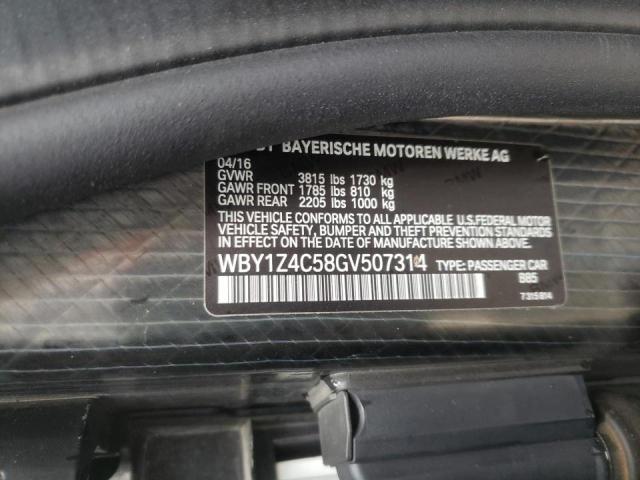 BAYERISCHE MOTOREN WERKE AG
04/16
GVWR 3815 lbs 1730 kg
GAWR FRONT 1785 lbs 810 kg
GAWR REAR 2205 lbs 1000 kg
THIS VEHICLE CONFORMS TO ALL APPLICABLE U.S.FEDERAL MOTOR
VEHICLE SAFETY, BUMPER AND THEFT PREVENTION STANDARDS
IN EFFECT ON THE DATE OF MANUFACTURE SHOWN ABOVE.
WBY1Z4C58GV507314 TYPE: PASSENGER CAR
B85
7315814